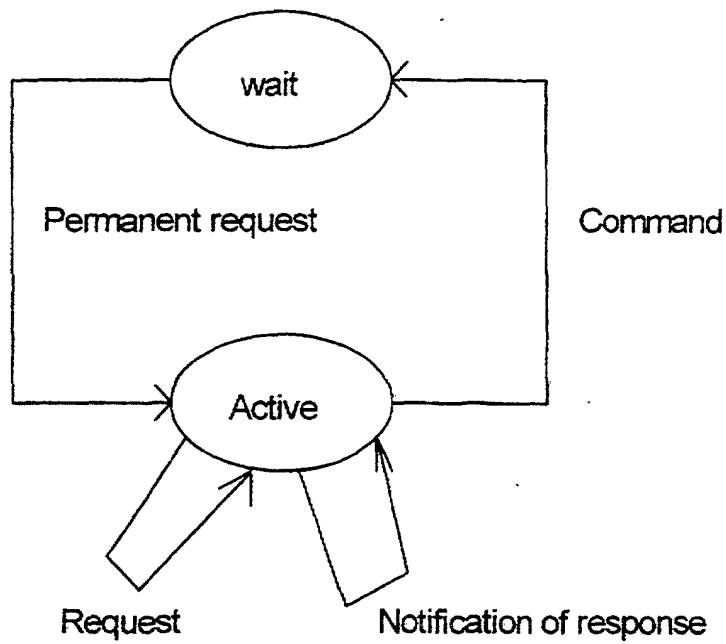 wait
Permanent request
Command
Active
Request
Notification of response